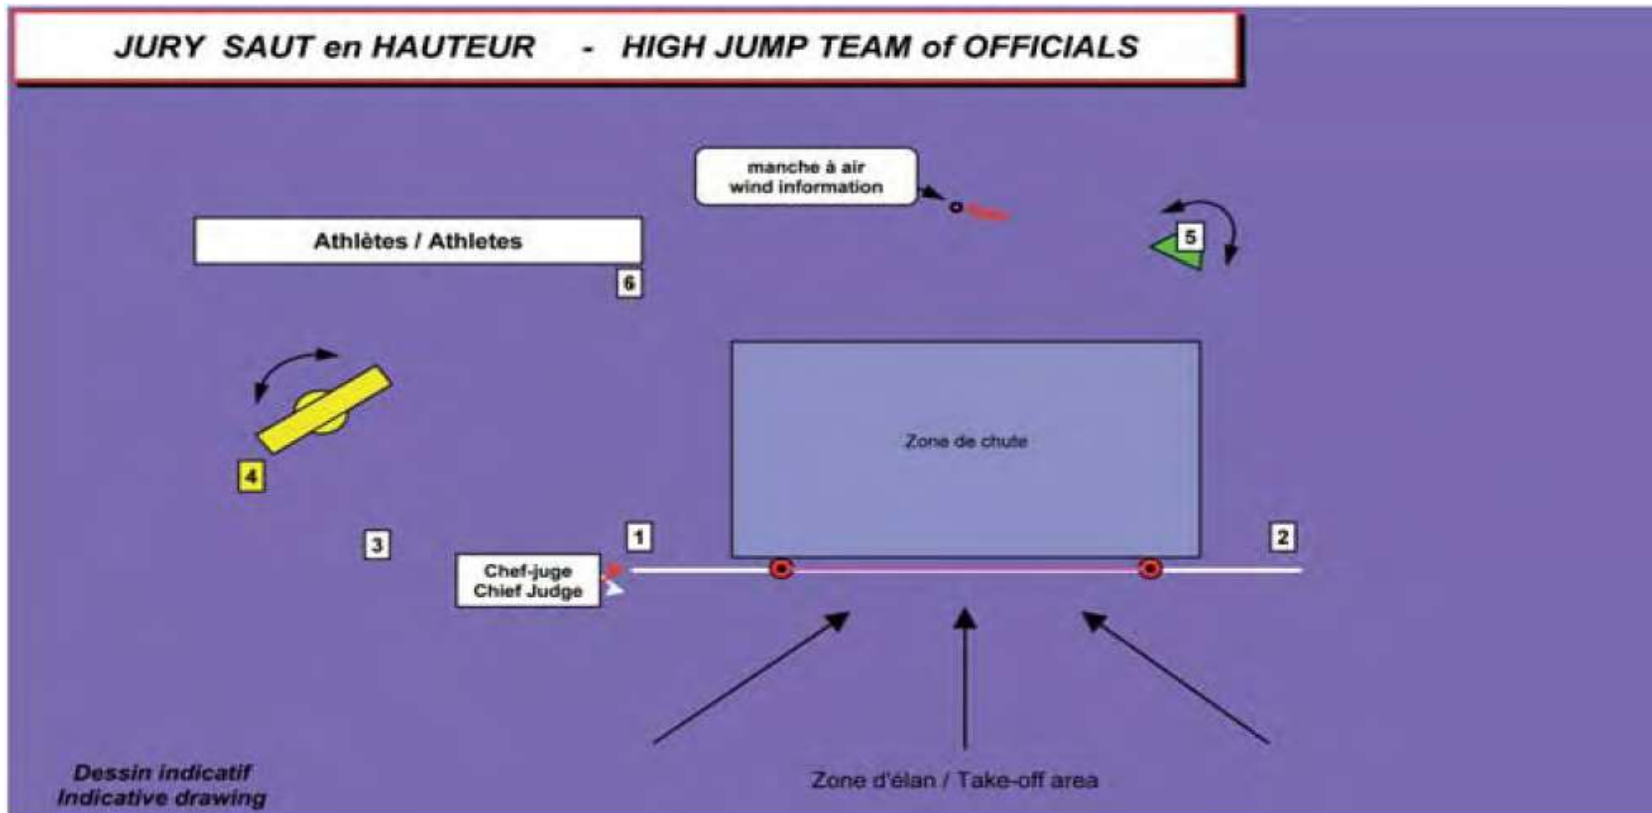 JURY SAUT en HAUTEUR - HIGH JUMP TEAM of OFFICIALS
manche à air
wind information
Athlètes / Athletes
5
6
Zone de chute
4
1
2
3
Chef-juge
Chief Judge
Dessin indicatif
Indicative drawing
Zone d'élan / Take-off area